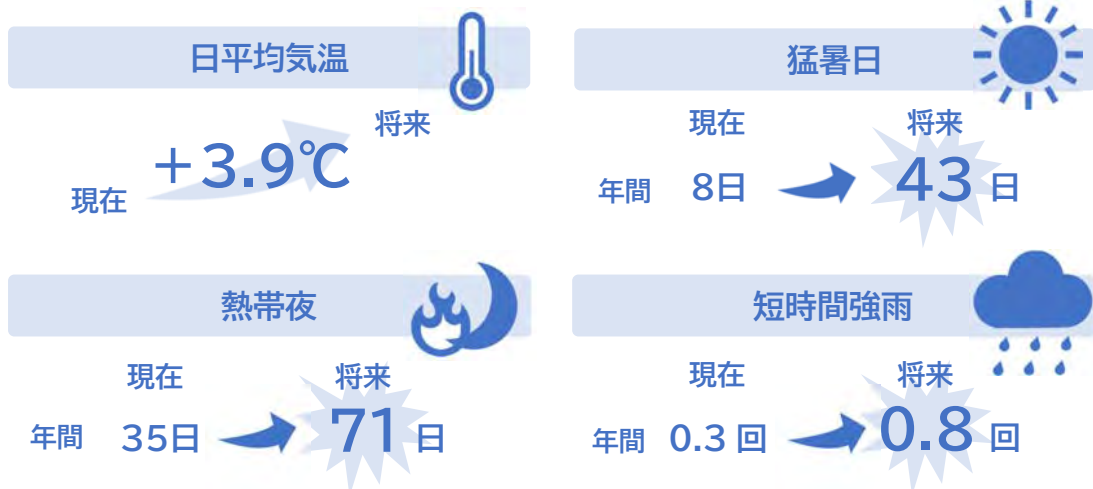 日平均気温
将来
+3.9℃
現在
猛暑日
現在 将来
年間 8日 43日
熱帯夜
現在 将来
年間 35日 71日
短時間強雨
現在 将来
年間 0.3回 0.8回